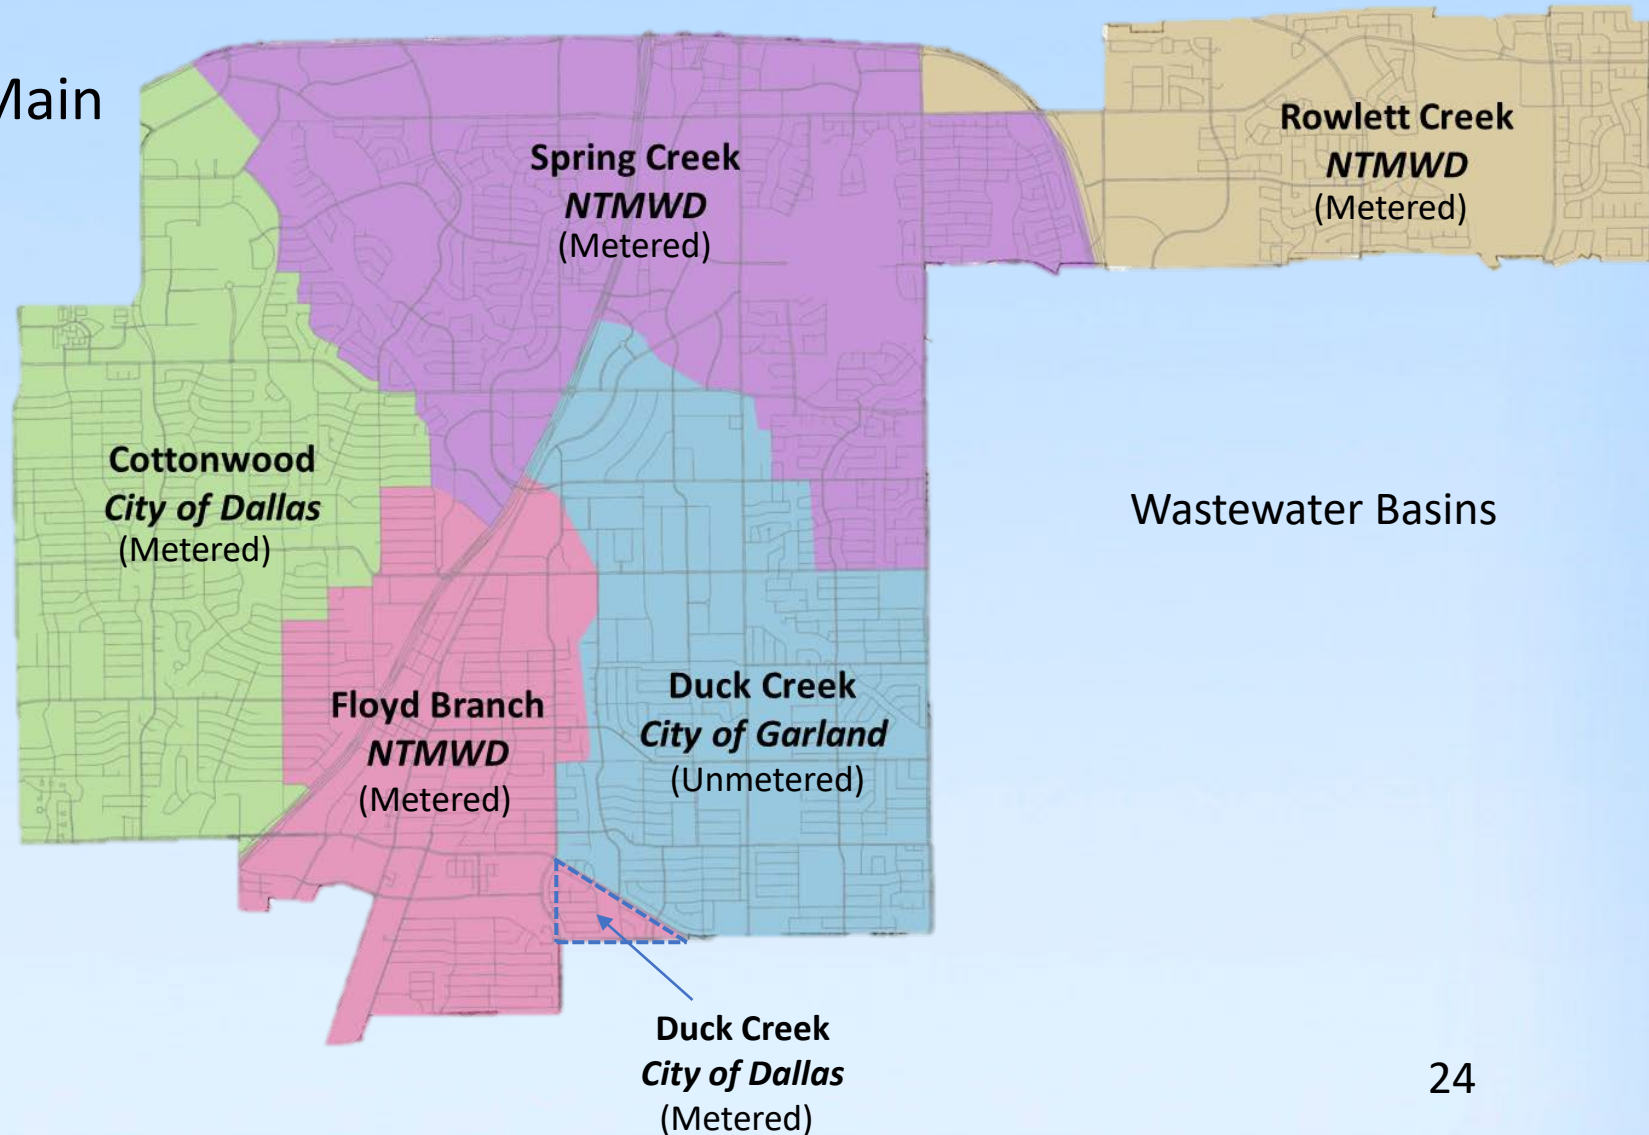 Main
Spring Creek
NTMWD
(Metered)
Rowlett Creek
NTMWD
(Metered)
Cottonwood
City of Dallas
(Metered)
Wastewater Basins
Floyd Branch
NTMWD
(Metered)
Duck Creek
City of Garland
(Unmetered)
Duck Creek
City of Dallas
(Metered)
24